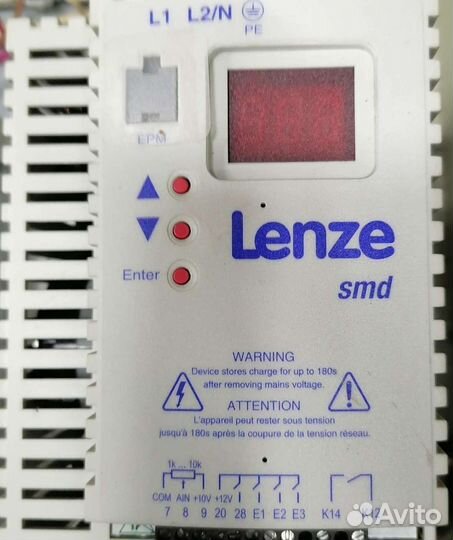 L1 L2/N
PE
EPM
Enter
Lenze
smd
WARNING
Device stores charge for up to 180s
after removing mains voltage.
ATTENTION
L'appareil peut rester sous tension
jusqu'à 180s après la coupure de la tension réseau.
1k ... 10k
COM AIN +10V +12V
7 8 9 20 28 E1 E2 E3 K14
Avito